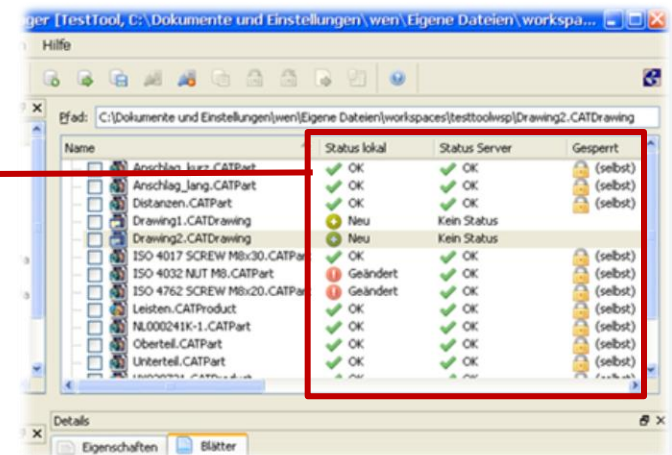 ger [TestTool, C:\Dokumente und Einstellungen\wen\Eigene Dateien\workspa...
Hilfe
Pfad: C:\Dokumente und Einstellungen\wen\Eigene Dateien\workspaces\testtoolwsp\Drawing2.CATDrawing
Name Status lokal Status Server Gesperrt
Anschlag_kurz.CATPart OK OK (selbst)
Anschlag_lang.CATPart OK OK (selbst)
Distanzen.CATPart OK OK (selbst)
Drawing1.CATDrawing Neu Kein Status
Drawing2.CATDrawing Neu Kein Status
ISO 4017 SCREW M8x30.CATPar OK OK (selbst)
ISO 4032 NUT M8.CATPart Geändert OK (selbst)
ISO 4762 SCREW M8x20.CATPar Geändert OK (selbst)
Leisten.CATProduct OK OK (selbst)
NL000241K-1.CATPart OK OK (selbst)
Oberteil.CATPart OK OK (selbst)
Unterteil.CATPart OK OK (selbst)
OK OK (selbst)
Details
Eigenschaften Blätter